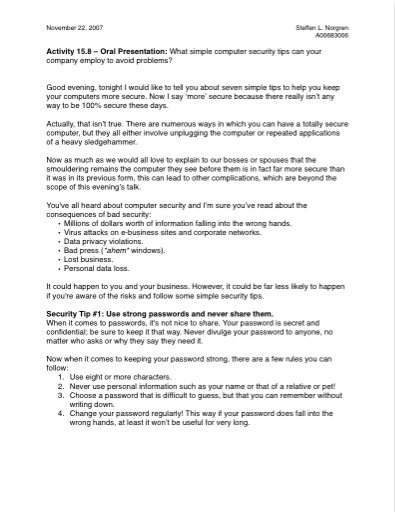 November 22, 2007 Steffen L. Norgren
A00683006
Activity 15.8 – Oral Presentation: What simple computer security tips can your
company employ to avoid problems?
Good evening, tonight I would like to tell you about seven simple tips to help you keep
your computers more secure. Now I say 'more' secure because there really isn't any
way to be 100% secure these days.
Actually, that isn't true. There are numerous ways in which you can have a totally secure
computer, but they all either involve unplugging the computer or repeated applications
of a heavy sledgehammer.
Now as much as we would all love to explain to our bosses or spouses that the
smouldering remains the computer they see before them is in fact far more secure than
it was in its previous form, this can lead to other complications, which are beyond the
scope of this evening's talk.
You've all heard about computer security and I'm sure you've read about the
consequences of bad security:
• Millions of dollars worth of information falling into the wrong hands.
• Virus attacks on e-business sites and corporate networks.
• Data privacy violations.
• Bad press (*ahem* windows).
• Lost business.
• Personal data loss.
It could happen to you and your business. However, it could be far less likely to happen
if you're aware of the risks and follow some simple security tips.
Security Tip #1: Use strong passwords and never share them.
When it comes to passwords, it's not nice to share. Your password is secret and
confidential; be sure to keep it that way. Never divulge your password to anyone, no
matter who asks or why they say they need it.
Now when it comes to keeping your password strong, there are a few rules you can
follow:
1. Use eight or more characters.
2. Never use personal information such as your name or that of a relative or pet!
3. Choose a password that is difficult to guess, but that you can remember without
writing down.
4. Change your password regularly! This way if your password does fall into the
wrong hands, at least it won't be useful for very long.